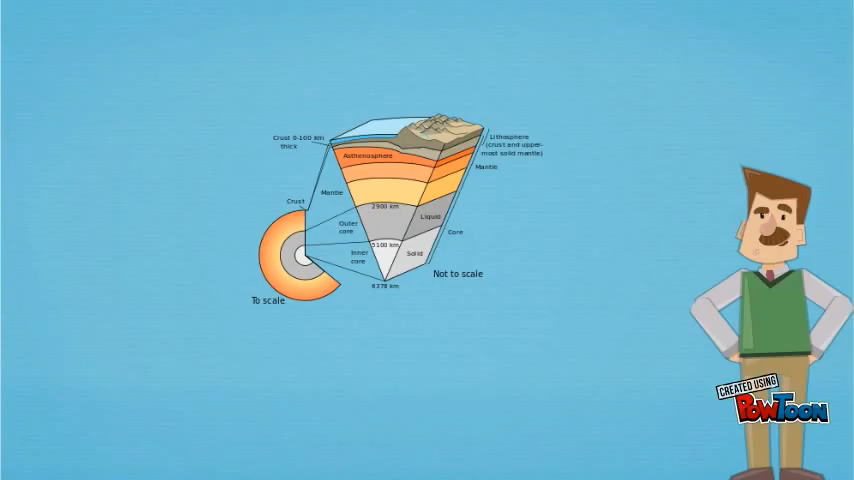 Crust 0-100 km
thick
Lithosphere
(crust and upper-
most solid mantle)
Asthenosphere
Mantle
Mantle
Crust
2900 km
Liquid
Outer
core
Core
5100 km
Inner
core
Solid
Not to scale
6378 km
To scale
CREATED USING
POWTOON